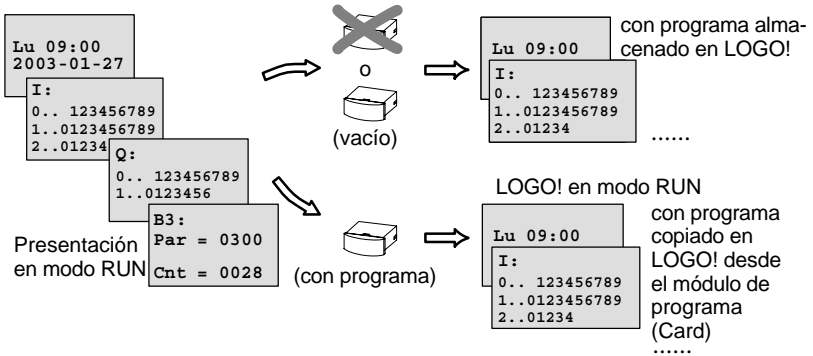 Lu 09:00
2003-01-27
I:
0.. 123456789
1..0123456789
2..01234
Q:
0.. 123456789
1..0123456
B3:
Par = 0300
Cnt = 0028
Presentación
en modo RUN
o
(vacío)
(con programa)
Lu 09:00
I:
0.. 123456789
1..0123456789
2..01234
con programa alma-
cenado en LOGO!
......
LOGO! en modo RUN
Lu 09:00
I:
0.. 123456789
1..0123456789
2..01234
con programa
copiado en
LOGO! desde
el módulo de
programa
(Card)
......